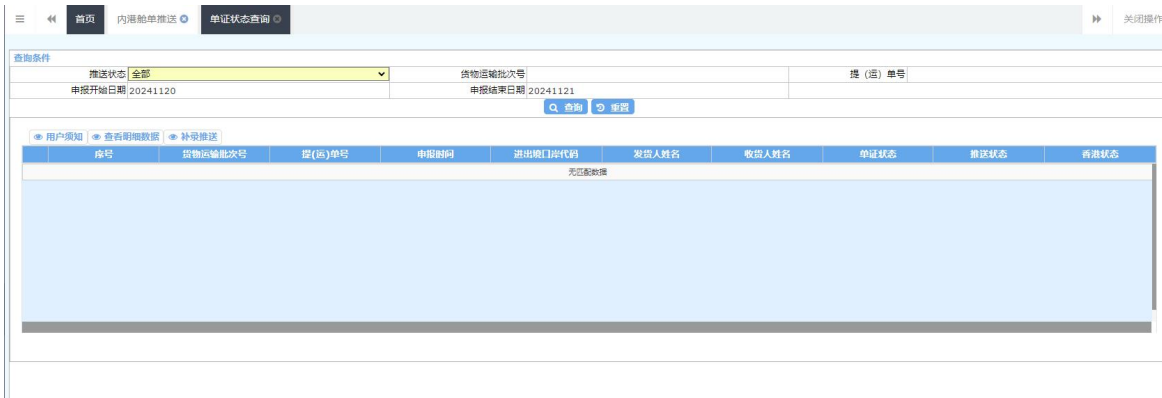 首页 内港舱单推送 单证状态查询 关闭操作
查询条件
推送状态 全部 货物运输批次号 提（运）单号
申报开始日期 20241120 申报结束日期 20241121
查询 重置
用户须知 查看明细数据 补录推送
序号 货物运输批次号 提(运)单号 申报时间 进出境口岸代码 发货人姓名 收货人姓名 单证状态 推送状态 香港状态
无匹配数据